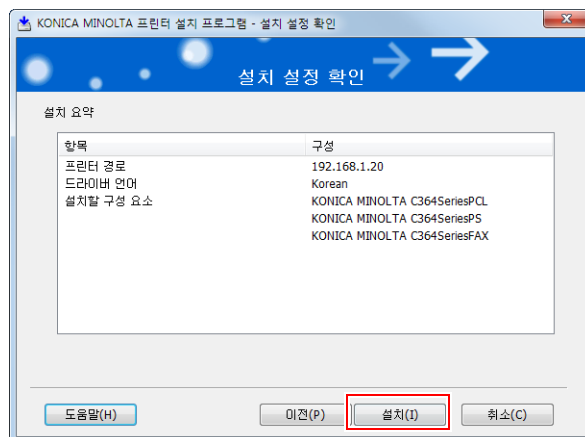 KONICA MINOLTA 프린터 설치 프로그램 - 설치 설정 확인
설치 설정 확인
설치 요약
항목 구성
프린터 경로 192.168.1.20
드라이버 언어 Korean
설치할 구성 요소 KONICA MINOLTA C364SeriesPCL
KONICA MINOLTA C364SeriesPS
KONICA MINOLTA C364SeriesFAX
도움말(H) 이전(P) 설치(I) 취소(C)